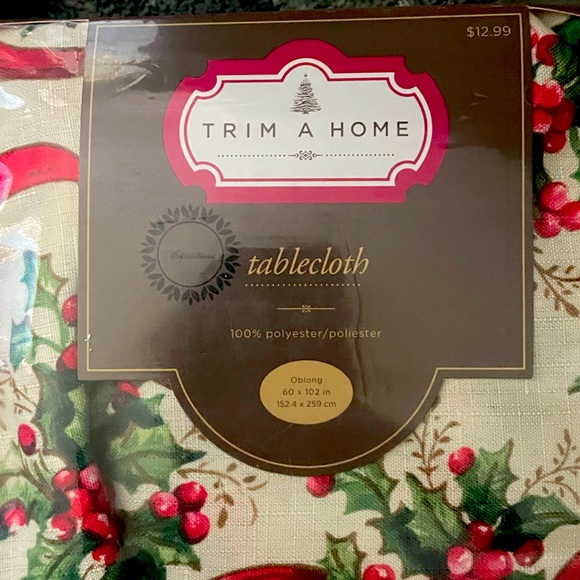 $12.99
TRIM A HOME
tablecloth
100% polyester/poliester
Oblong
60 x 102 in
152.4 x 259 cm